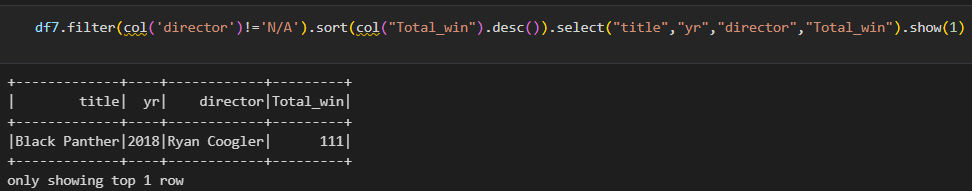 df7.filter(col('director')!='N/A').sort(col("Total_win").desc()).select("title","yr","director","Total_win").show(1)
+-------------+----+------------+---------+
|        title|  yr|    director|Total_win|
+-------------+----+------------+---------+
|Black Panther|2018|Ryan Coogler|      111|
+-------------+----+------------+---------+
only showing top 1 row